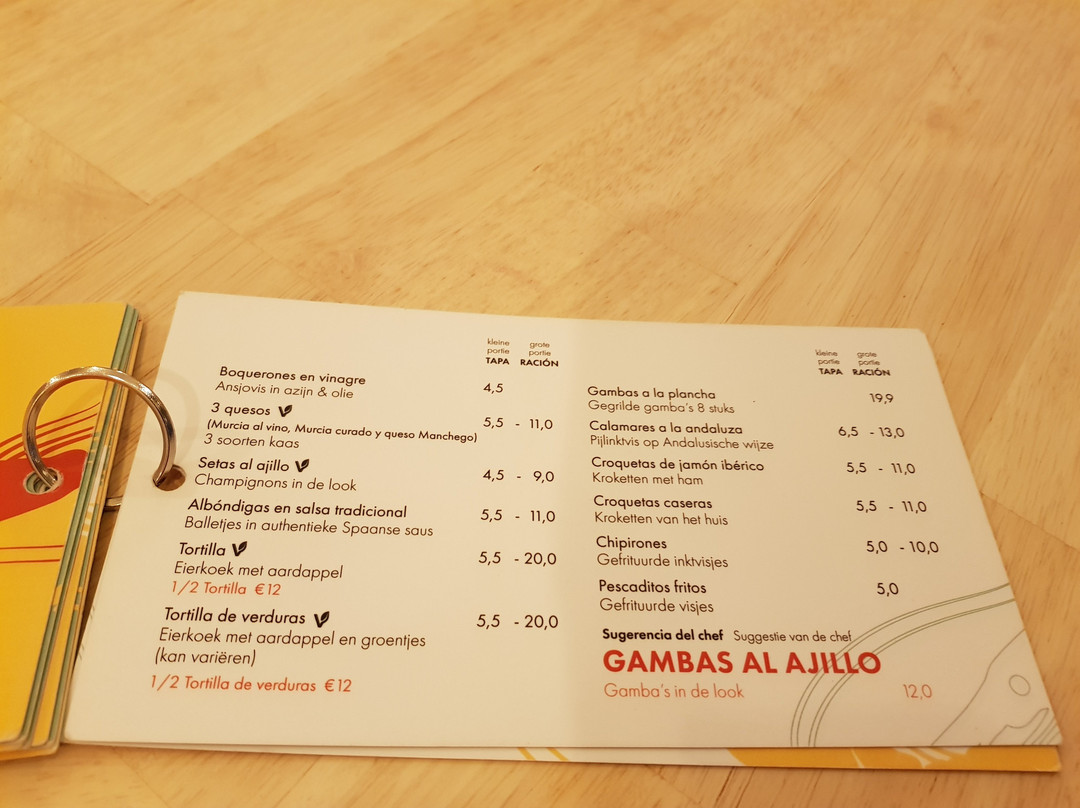 kleine portie TAPA grote portie RACIÓN
Boquerones en vinagre 4,5
Ansjovis in azijn & olie
3 quesos 5,5 - 11,0
(Murcia al vino, Murcia curado y queso Manchego)
3 soorten kaas
Setas al ajillo 4,5 - 9,0
Champignons in de look
Albóndigas en salsa tradicional 5,5 - 11,0
Balletjes in authentieke Spaanse saus
Tortilla 5,5 - 20,0
Eierkoek met aardappel
1/2 Tortilla €12
Tortilla de verduras 5,5 - 20,0
Eierkoek met aardappel en groentjes
(kan variëren)
1/2 Tortilla de verduras €12
kleine portie TAPA grote portie RACIÓN
Gambas a la plancha 19,9
Gegrilde gamba's 8 stuks
Calamares a la andaluza 6,5 - 13,0
Pijlinktvis op Andalusische wijze
Croquetas de jamón ibérico 5,5 - 11,0
Kroketten met ham
Croquetas caseras 5,5 - 11,0
Kroketten van het huis
Chipirones 5,0 - 10,0
Gefrituurde inktvisjes
Pescaditos fritos 5,0
Gefrituurde visjes
Sugerencia del chef Suggestie van de chef
GAMBAS AL AJILLO
Gamba's in de look 12,0